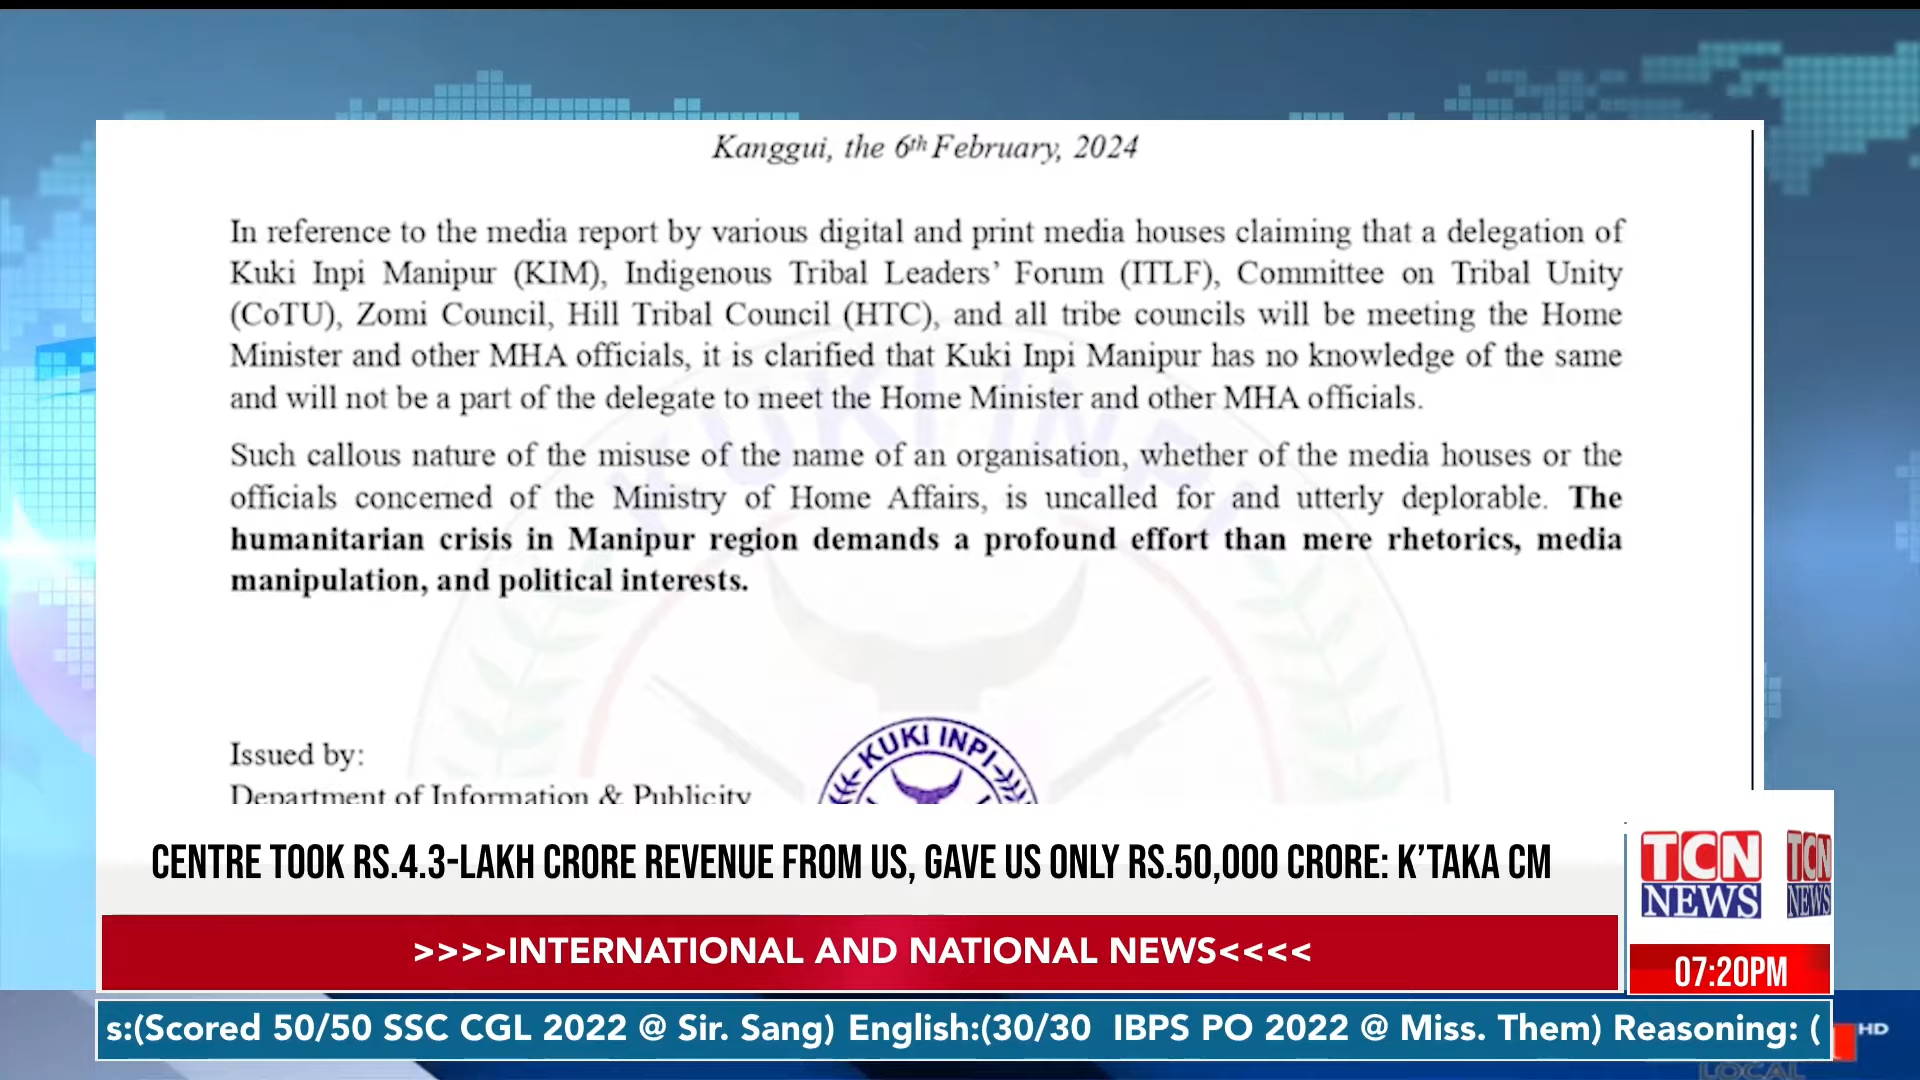 Kanggui, the 6th February, 2024
In reference to the media report by various digital and print media houses claiming that a delegation of
Kuki Inpi Manipur (KIM), Indigenous Tribal Leaders’ Forum (ITLF), Committee on Tribal Unity
(CoTU), Zomi Council, Hill Tribal Council (HTC), and all tribe councils will be meeting the Home
Minister and other MHA officials, it is clarified that Kuki Inpi Manipur has no knowledge of the same
and will not be a part of the delegate to meet the Home Minister and other MHA officials.
Such callous nature of the misuse of the name of an organisation, whether of the media houses or the
officials concerned of the Ministry of Home Affairs, is uncalled for and utterly deplorable. The
humanitarian crisis in Manipur region demands a profound effort than mere rhetorics, media
manipulation, and political interests.
KUKI INPI
Issued by:
Department of Information & Publicity
KUKI INPI
CENTRE TOOK RS.4.3-LAKH CRORE REVENUE FROM US, GAVE US ONLY RS.50,000 CRORE: K’TAKA CM
TCN NEWS
TCN NEWS
>>>>INTERNATIONAL AND NATIONAL NEWS<<<<
07:20PM
s:(Scored 50/50 SSC CGL 2022 @ Sir. Sang) English:(30/30 IBPS PO 2022 @ Miss. Them) Reasoning: (
HD
LOCAL